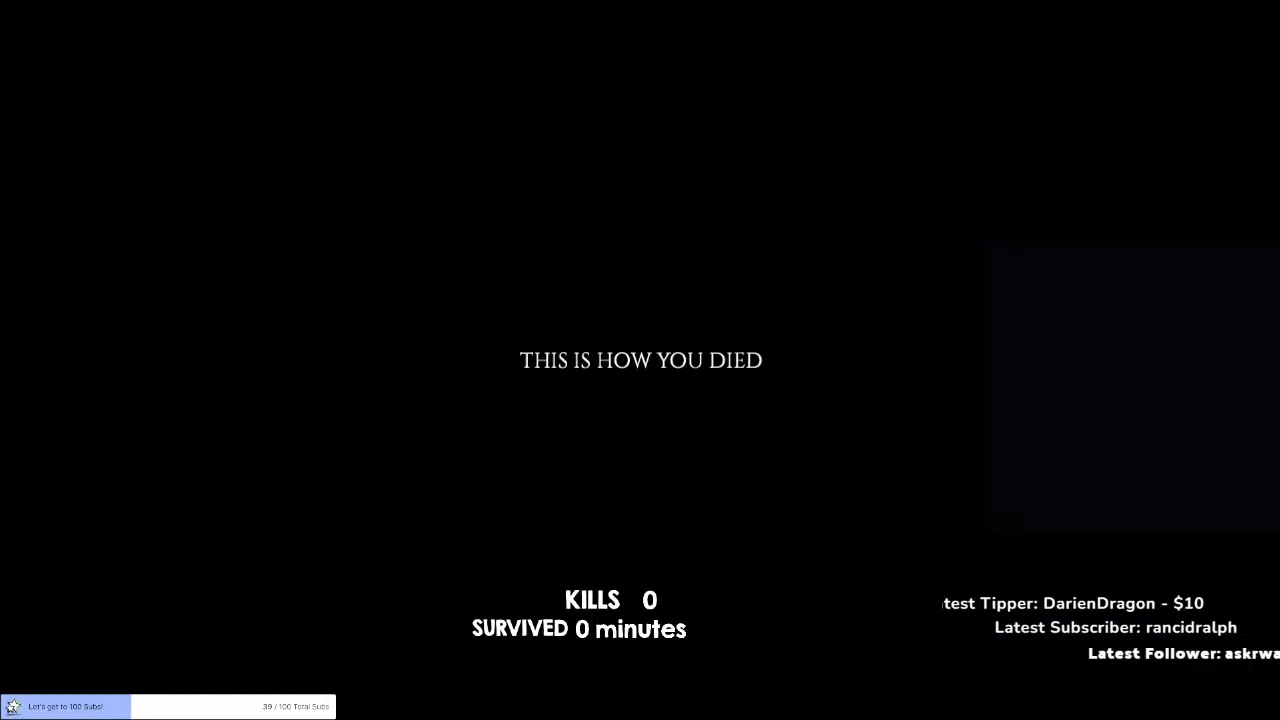 THIS IS HOW YOU DIED
KILLS 0
SURVIVED 0 minutes
test Tipper: DarienDragon - $10
Latest Subscriber: rancidralph
Latest Follower: askrwa
Let's get to 100 Subs!
39 / 100 Total Subs